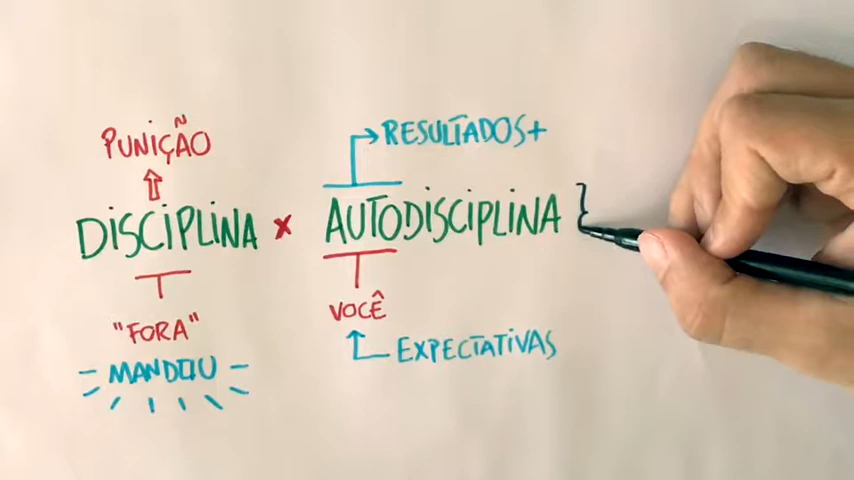 PUNIÇÃO
RESULTADOS+
DISCIPLINA x AUTODISCIPLINA }
"FORA"
VOCÊ
MANDOU
EXPECTATIVAS